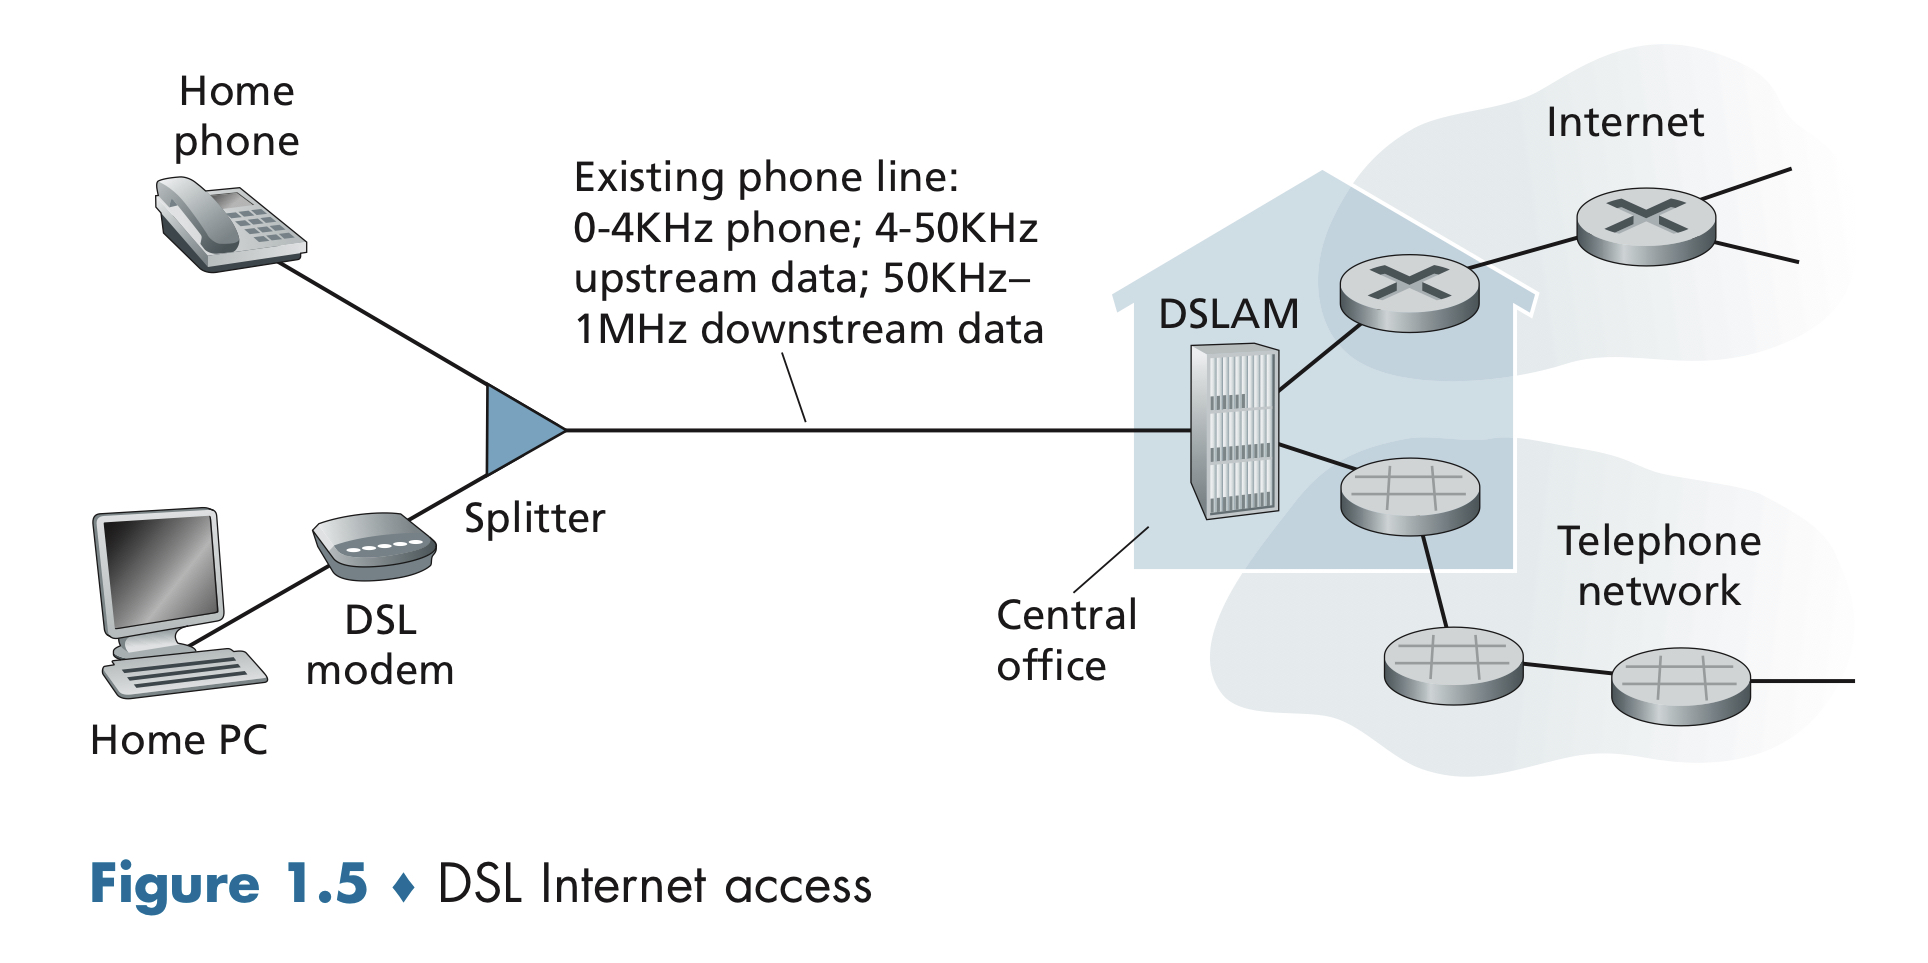 Home
phone
Existing phone line:
0-4KHz phone; 4-50KHz
upstream data; 50KHz–
1MHz downstream data
Internet
DSLAM
Splitter
DSL
modem
Home PC
Central
office
Telephone
network
Figure 1.5 ♦ DSL Internet access